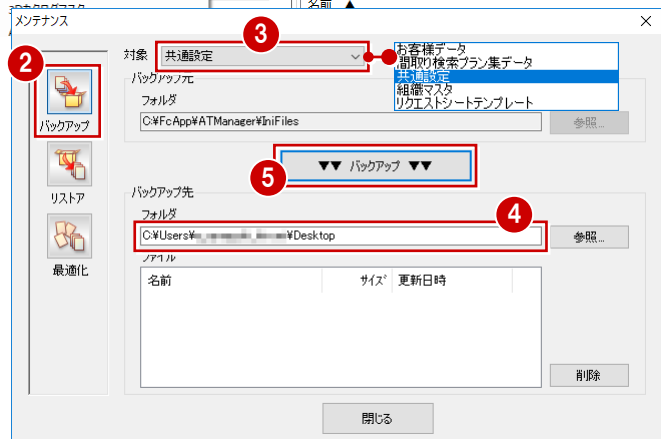 名前 ▲
メンテナンス
3
対象 共通設定
お客様データ
間取り検索プラン集データ
共通設定
組織マスタ
リクエストシートテンプレート
2
バックアップ
バックアップ元
フォルダ
C:¥FcApp¥ATManager¥IniFiles
参照...
5
▼▼ バックアップ ▼▼
リストア
バックアップ先
フォルダ
4
C:¥Users¥ ¥Desktop
参照...
最適化
ファイル
名前 サイズ 更新日時
削除
閉じる